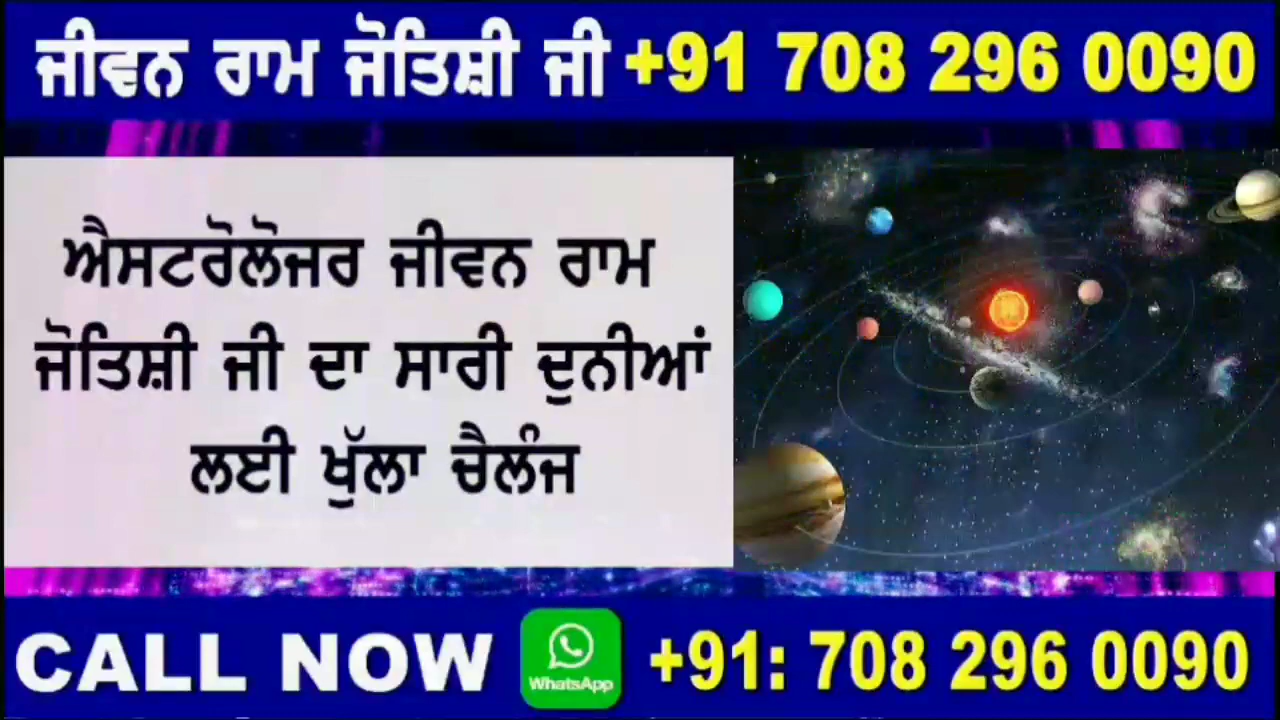 ਜੀਵਨ ਰਾਮ ਜੋਤਿਸ਼ੀ ਜੀ +91 708 296 0090
ਐਸਟਰੋਲੋਜਰ ਜੀਵਨ ਰਾਮ
ਜੋਤਿਸ਼ੀ ਜੀ ਦਾ ਸਾਰੀ ਦੁਨੀਆਂ
ਲਈ ਖੁੱਲਾ ਚੈਲੰਜ
CALL NOW WhatsApp +91: 708 296 0090